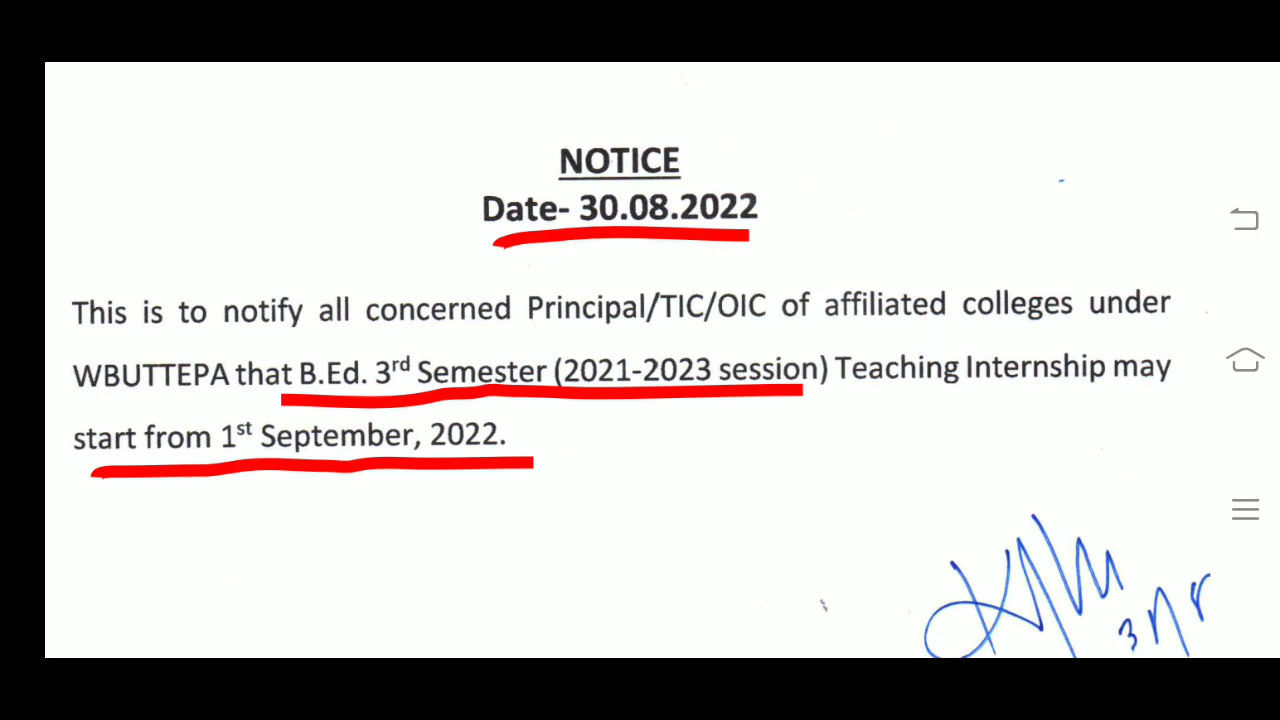 NOTICE
Date- 30.08.2022
This is to notify all concerned Principal/TIC/OIC of affiliated colleges under
WBUTTEPA that B.Ed. 3rd Semester (2021-2023 session) Teaching Internship may
start from 1st September, 2022.